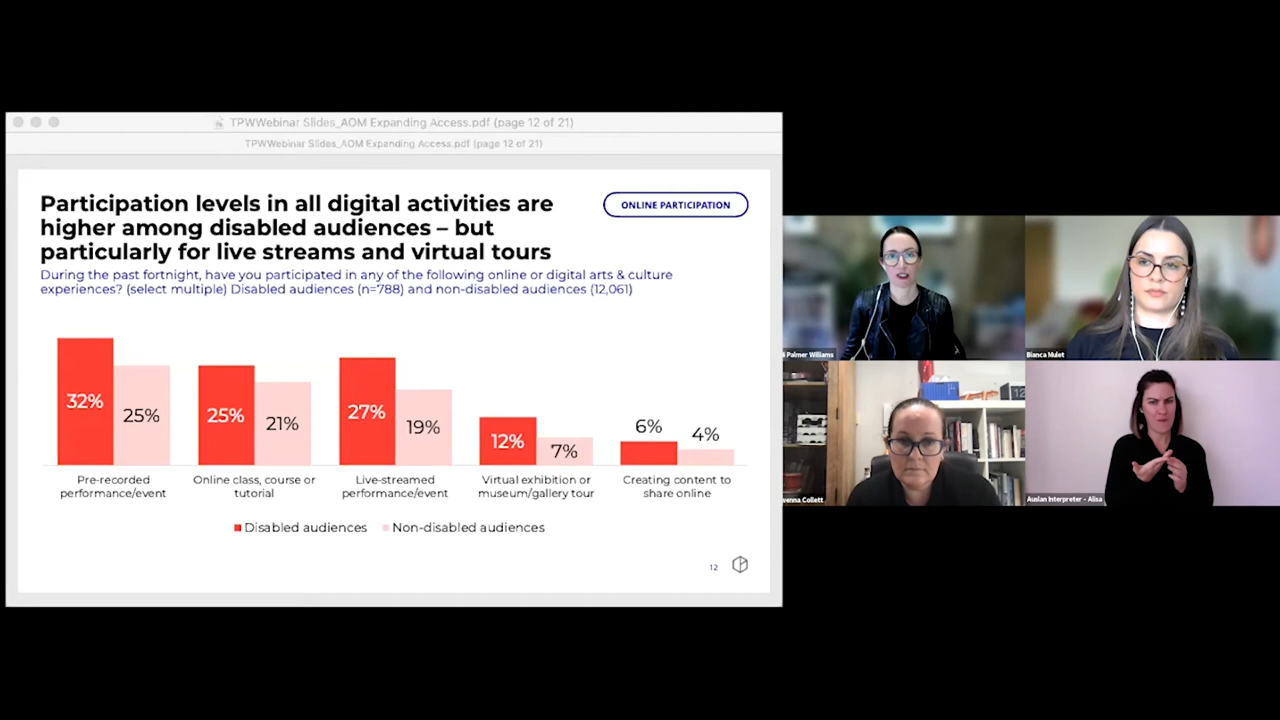 TPWWebinar Slides_AOM Expanding Access.pdf (page 12 of 21)
TPWWebinar Slides_AOM Expanding Access.pdf (page 12 of 21)
Participation levels in all digital activities are
higher among disabled audiences – but
particularly for live streams and virtual tours
ONLINE PARTICIPATION
During the past fortnight, have you participated in any of the following online or digital arts & culture
experiences? (select multiple) Disabled audiences (n=788) and non-disabled audiences (12,061)
32%
25%
25%
21%
27%
19%
12%
7%
6%
4%
Pre-recorded
performance/event
Online class, course or
tutorial
Live-streamed
performance/event
Virtual exhibition or
museum/gallery tour
Creating content to
share online
Disabled audiences
Non-disabled audiences
12
Palmer Williams
Bianca Mulet
Collett
Auslan Interpreter - Alisa